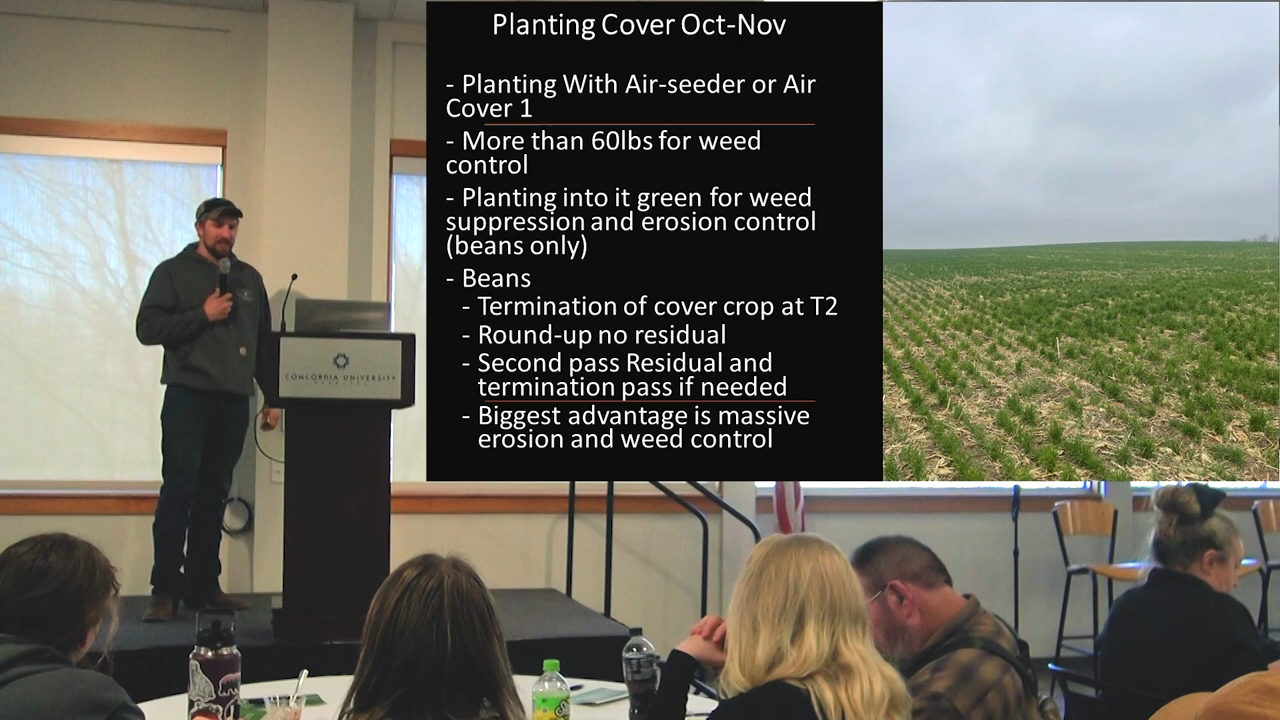 Planting Cover Oct-Nov
- Planting With Air-seeder or Air
Cover 1
- More than 60lbs for weed
control
- Planting into it green for weed
suppression and erosion control
(beans only)
- Beans
- Termination of cover crop at T2
- Round-up no residual
- Second pass Residual and
termination pass if needed
- Biggest advantage is massive
erosion and weed control
CONCORDIA UNIVERSITY